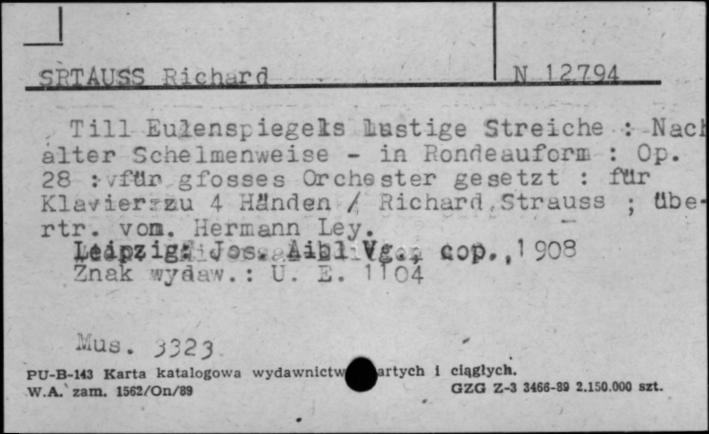 SRTAUSS Richard N 12794
Till Eulenspiegels lustige Streiche : Nach
alter Schelmenweise - in Rondeauform : Op.
28 : für gfosses Orchester gesetzt : für
Klavier zu 4 Händen / Richard Strauss ; übe-
rtr. vom. Hermann Ley.
Leipzig: Jos. Aibl Vg., cop., 1908
Znak wydaw.: U. E. 1104
Mus. 3323
PU-B-143 Karta katalogowa wydawnictw artych i ciągłych.
W.A. zam. 1562/On/89 GZG Z-3 3466-89 2.150.000 szt.